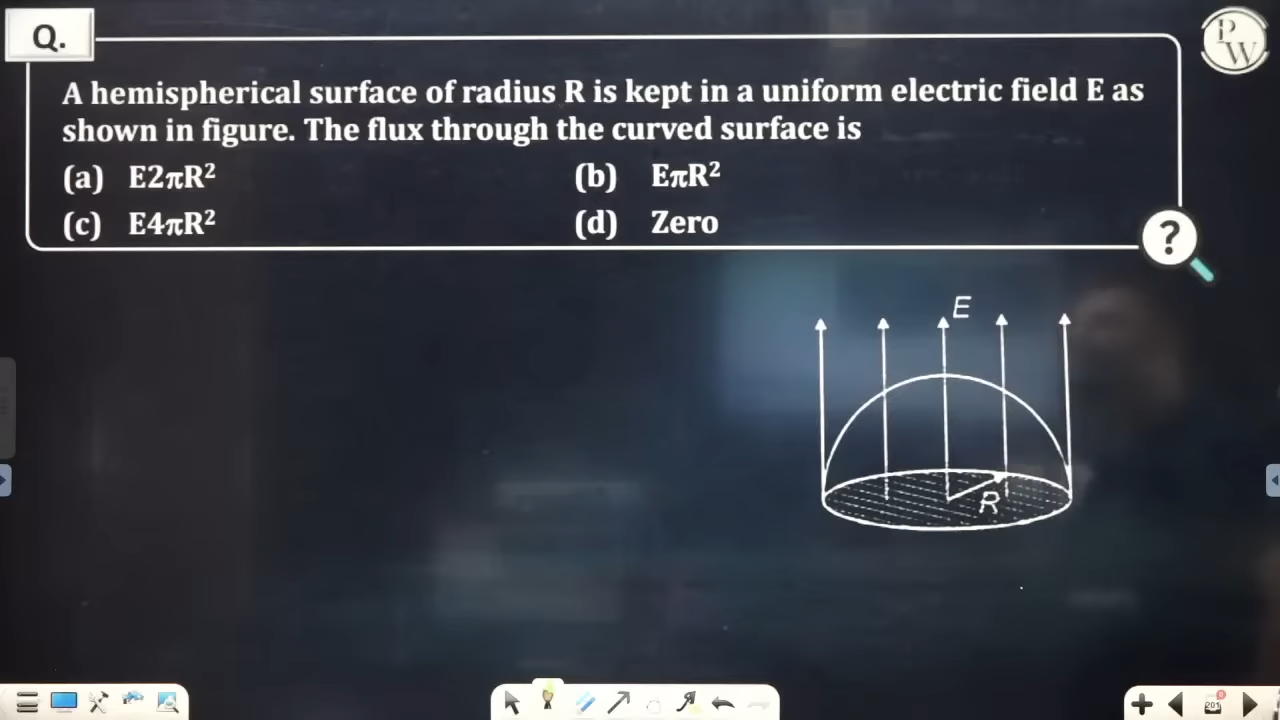 Q.
P
W
A hemispherical surface of radius R is kept in a uniform electric field E as
shown in figure. The flux through the curved surface is
(a) E2πR²
(b) EπR²
(c) E4πR²
(d) Zero
?
E
R